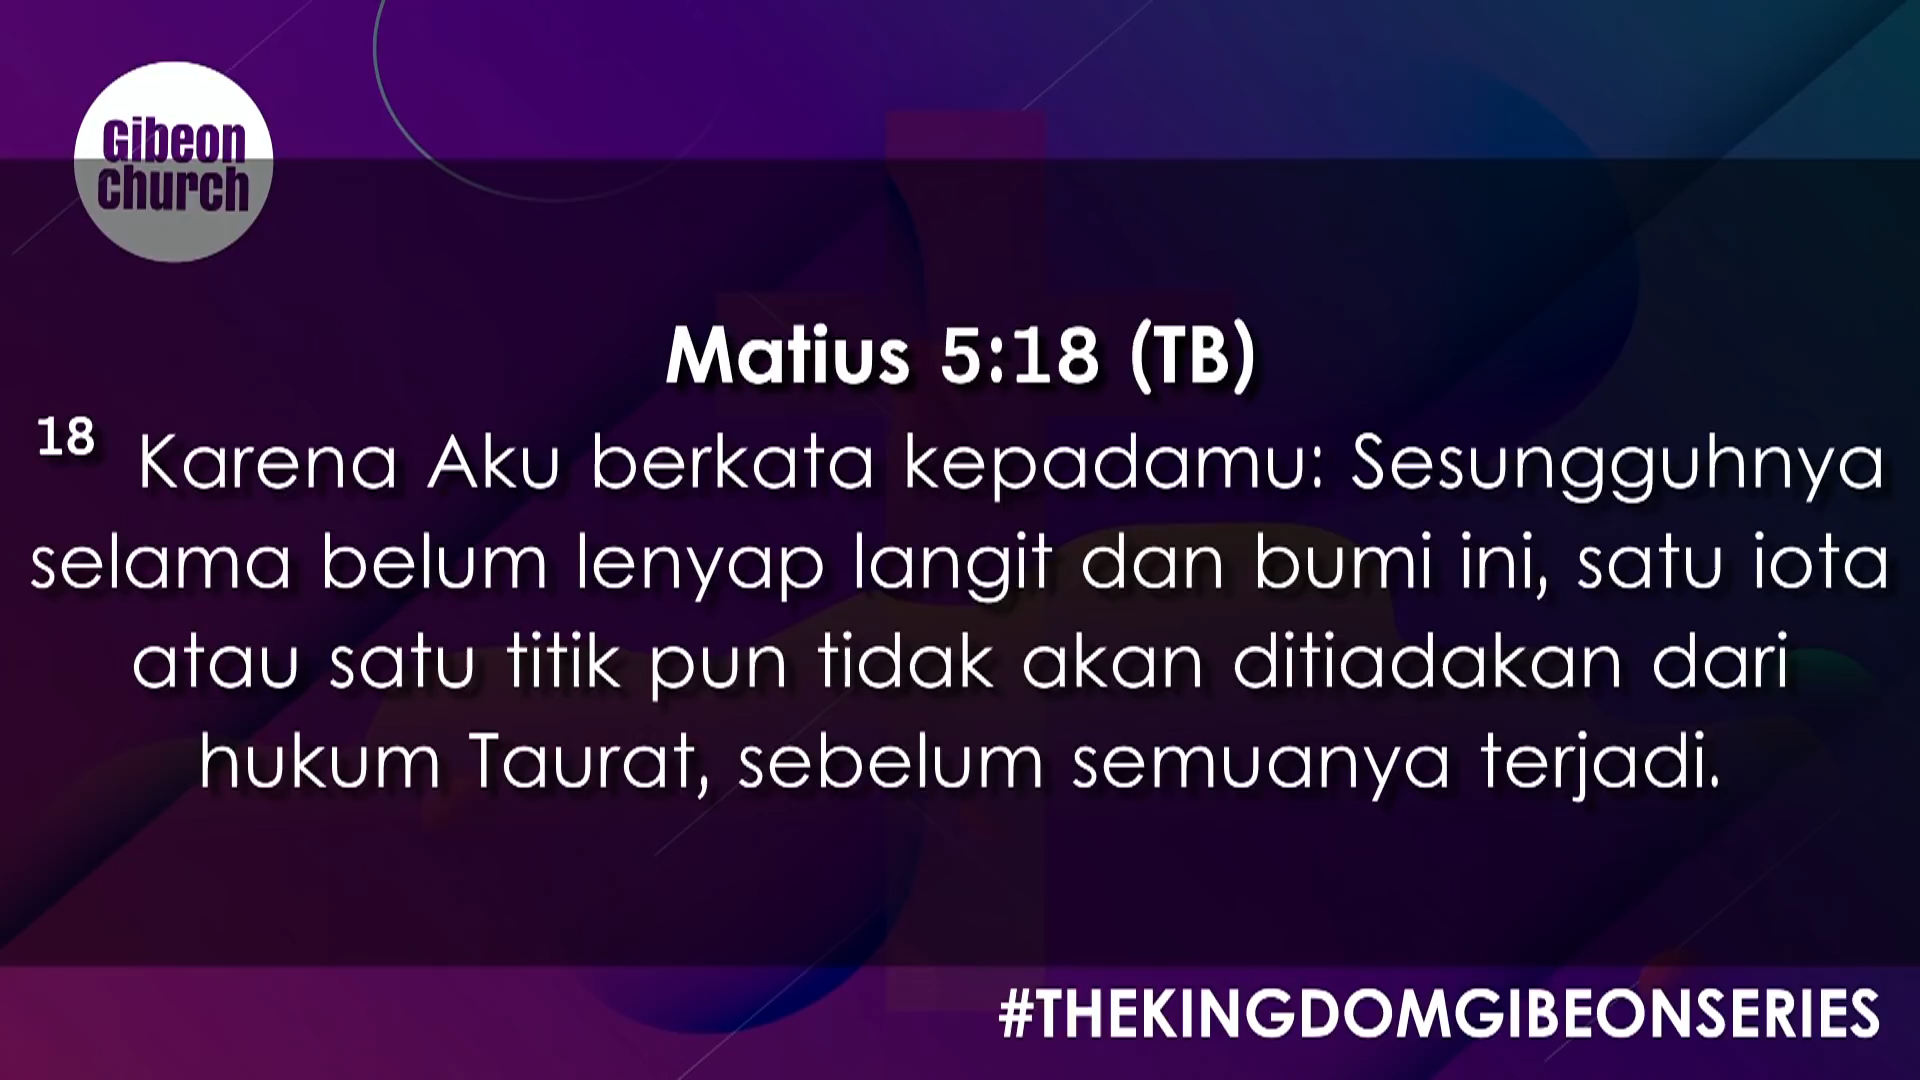 Gibeon
church
Matius 5:18 (TB)
18 Karena Aku berkata kepadamu: Sesungguhnya
selama belum lenyap langit dan bumi ini, satu iota
atau satu titik pun tidak akan ditiadakan dari
hukum Taurat, sebelum semuanya terjadi.
#THEKINGDOMGIBEONSERIES